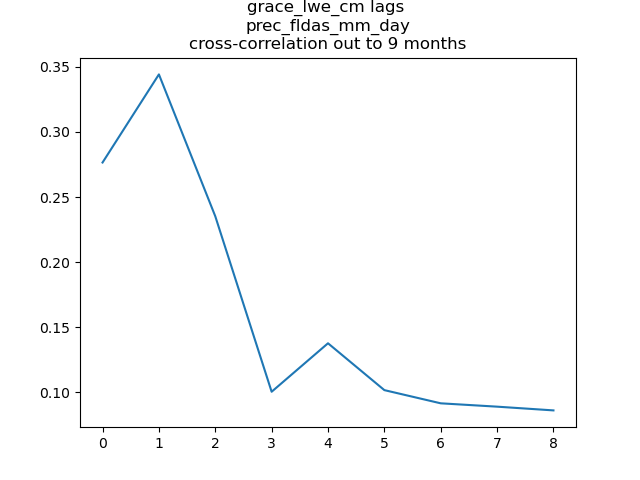 grace_lwe_cm lags
prec_fldas_mm_day
cross-correlation out to 9 months
0.35
0.30
0.25
0.20
0.15
0.10
0 1 2 3 4 5 6 7 8